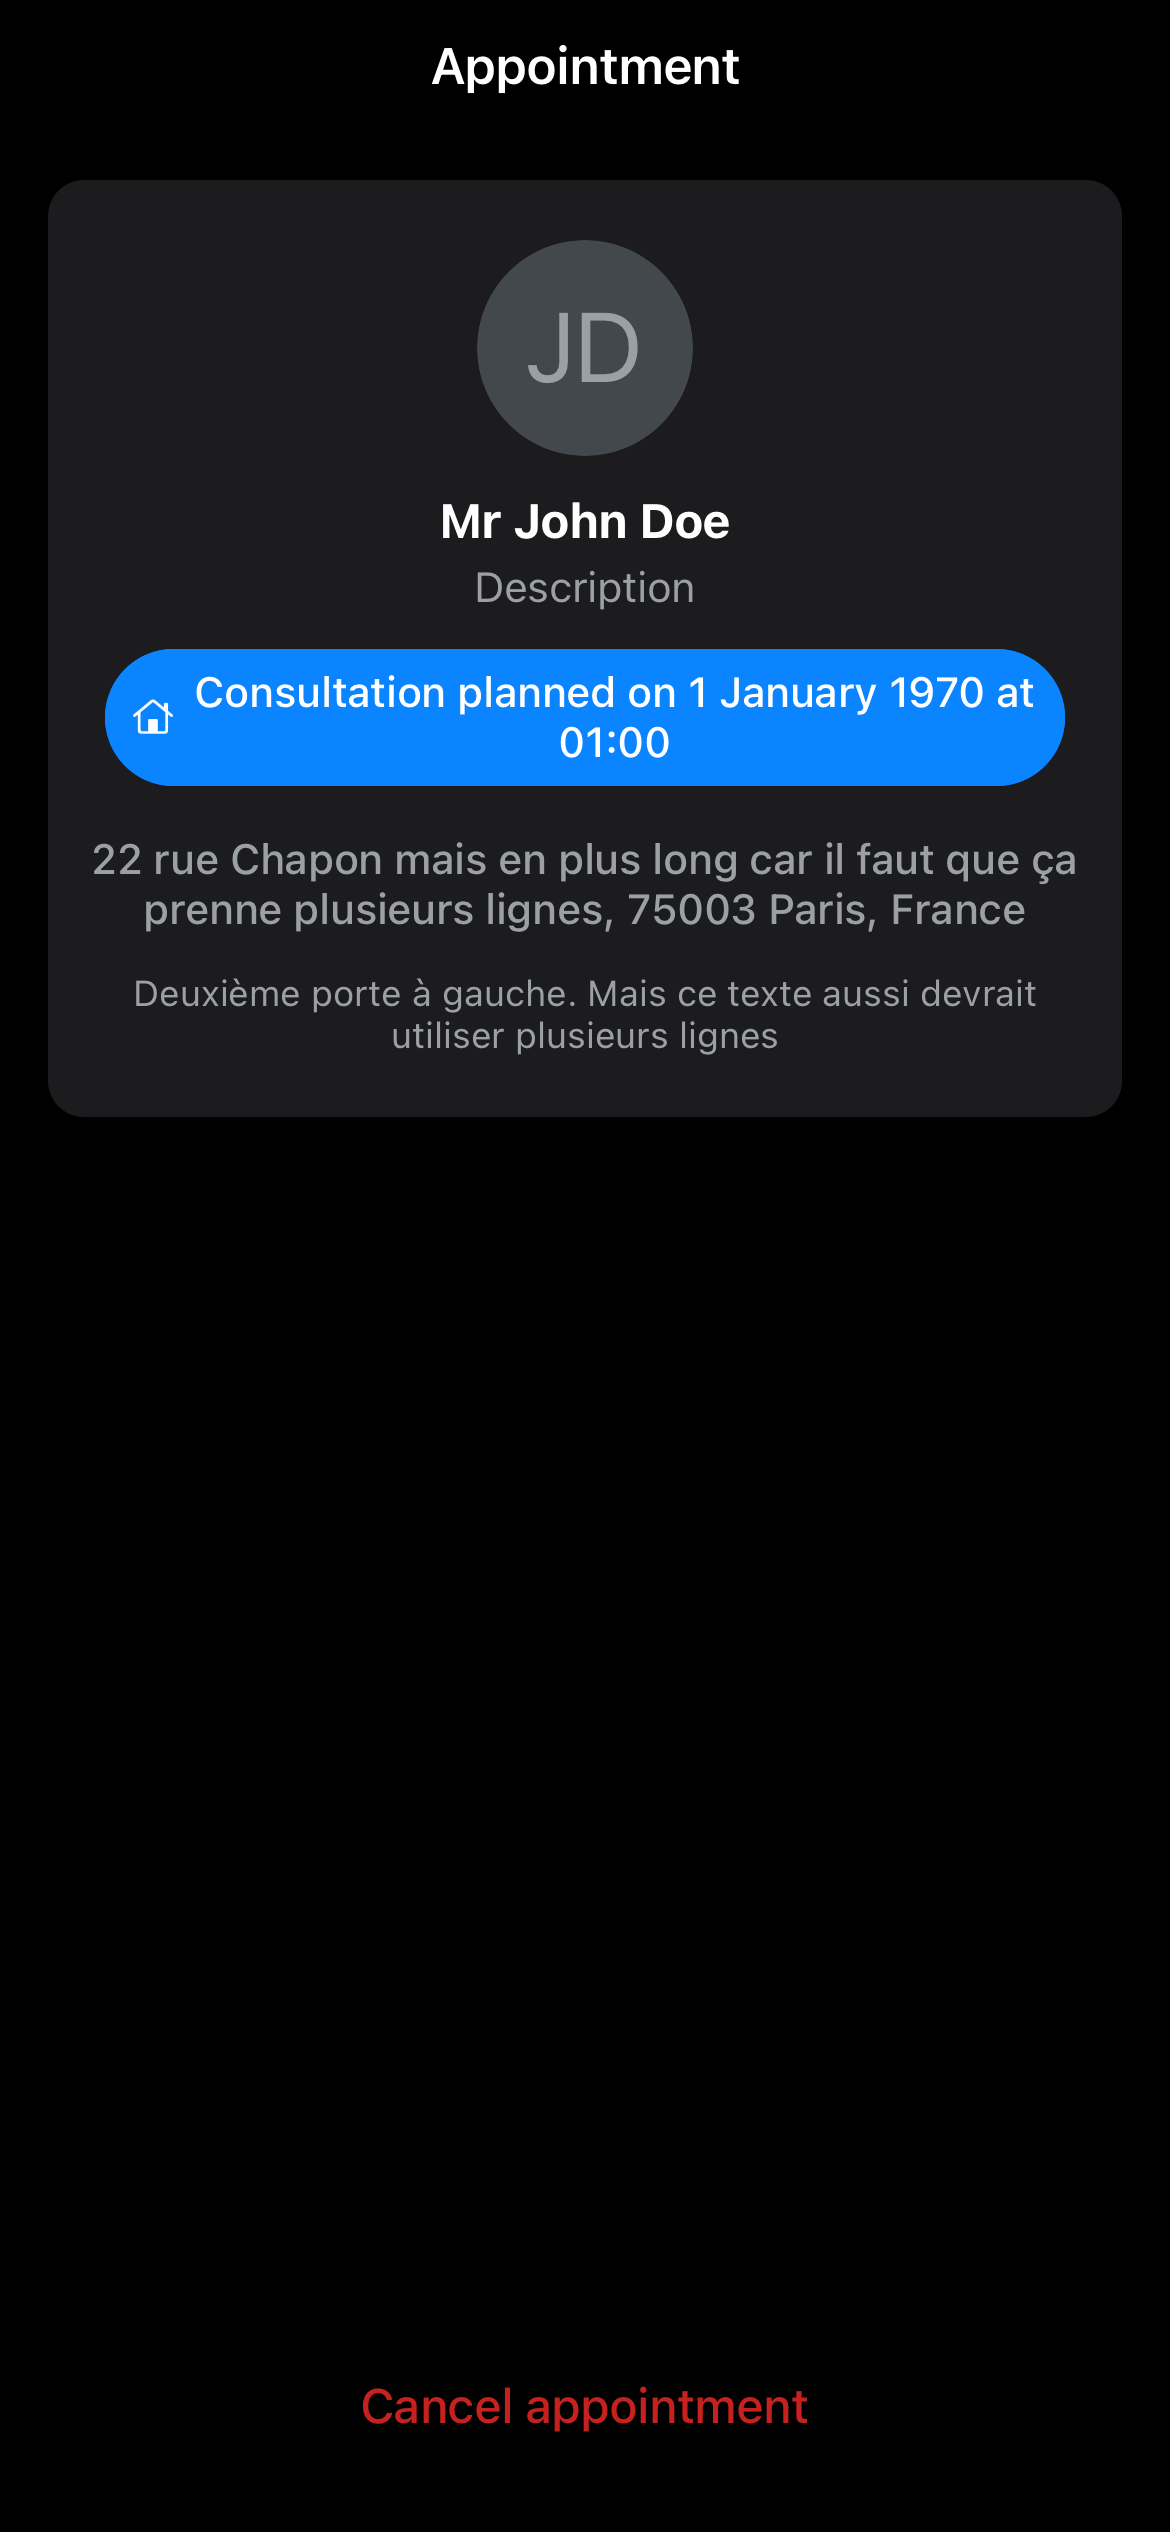 Appointment
JD
Mr John Doe
Description
Consultation planned on 1 January 1970 at
01:00
22 rue Chapon mais en plus long car il faut que ça
prenne plusieurs lignes, 75003 Paris, France
Deuxième porte à gauche. Mais ce texte aussi devrait
utiliser plusieurs lignes
Cancel appointment